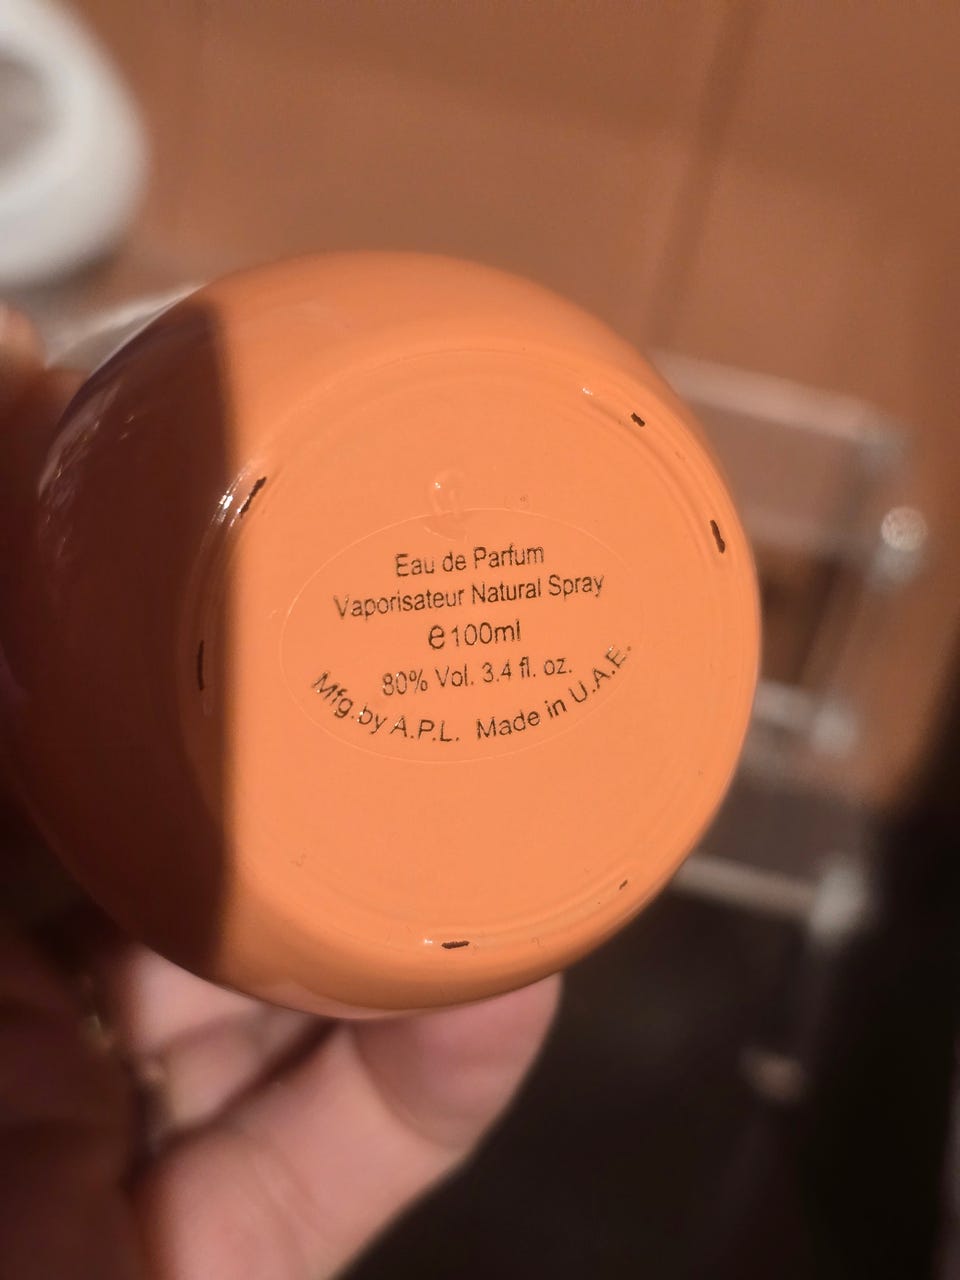 Eau de Parfum
Vaporisateur Natural Spray
e 100ml
80% Vol. 3.4 fl. oz.
Mfg.by A.P.L. Made in U.A.E.